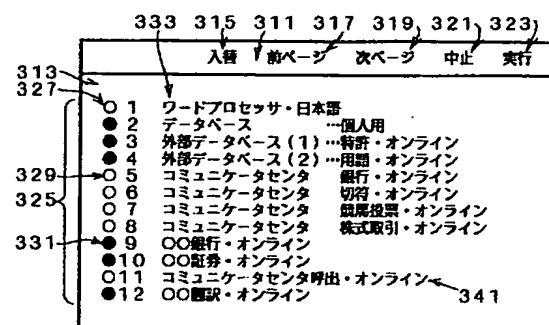 333 315 311 317 319 321 323
入替 前ページ 次ページ 中止 実行
313
327
○ 1 ワードプロセッサ・日本語
● 2 データベース …個人用
● 3 外部データベース(1)…特許・オンライン
● 4 外部データベース(2)…用語・オンライン
329 ○ 5 コミュニケータセンタ 銀行・オンライン
○ 6 コミュニケータセンタ 切符・オンライン
325 ○ 7 コミュニケータセンタ 競馬投票・オンライン
○ 8 コミュニケータセンタ 株式取引・オンライン
331 ● 9 ○○銀行・オンライン
●10 ○○証券・オンライン
○11 コミュニケータセンタ呼出・オンライン
●12 ○○翻訳・オンライン 341